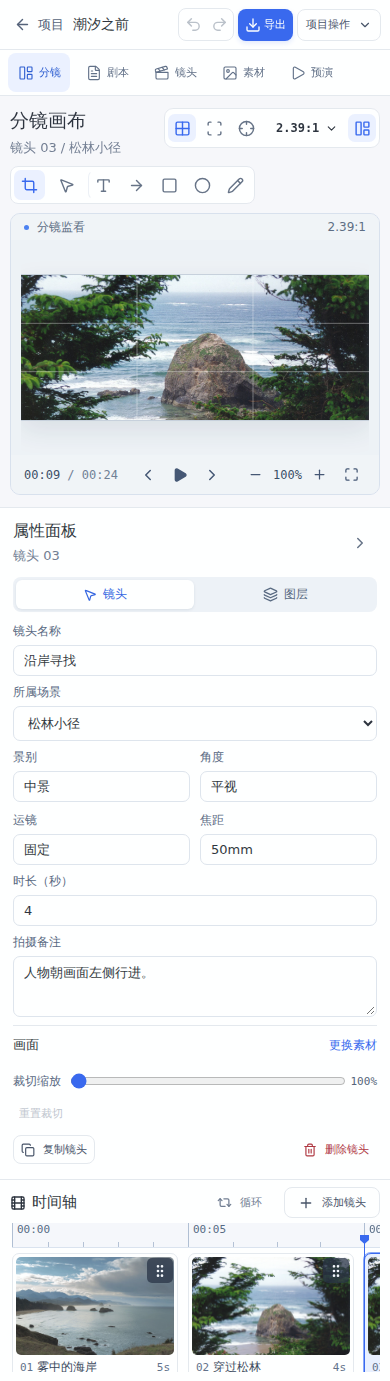 项目 潮汐之前 导出 项目操作
分镜 剧本 镜头 素材 预演
分镜画布
镜头 03 / 松林小径
2.39:1
分镜监看 2.39:1
00:09 / 00:24 100%
属性面板
镜头 03
镜头 图层
镜头名称
沿岸寻找
所属场景
松林小径
景别 角度
中景 平视
运镜 焦距
固定 50mm
时长（秒）
4
拍摄备注
人物朝画面左侧行进。
画面 更换素材
裁切缩放 100%
重置裁切
复制镜头 删除镜头
时间轴 循环 添加镜头
00:00 00:05
01 雾中的海岸 5s 02 穿过松林 4s